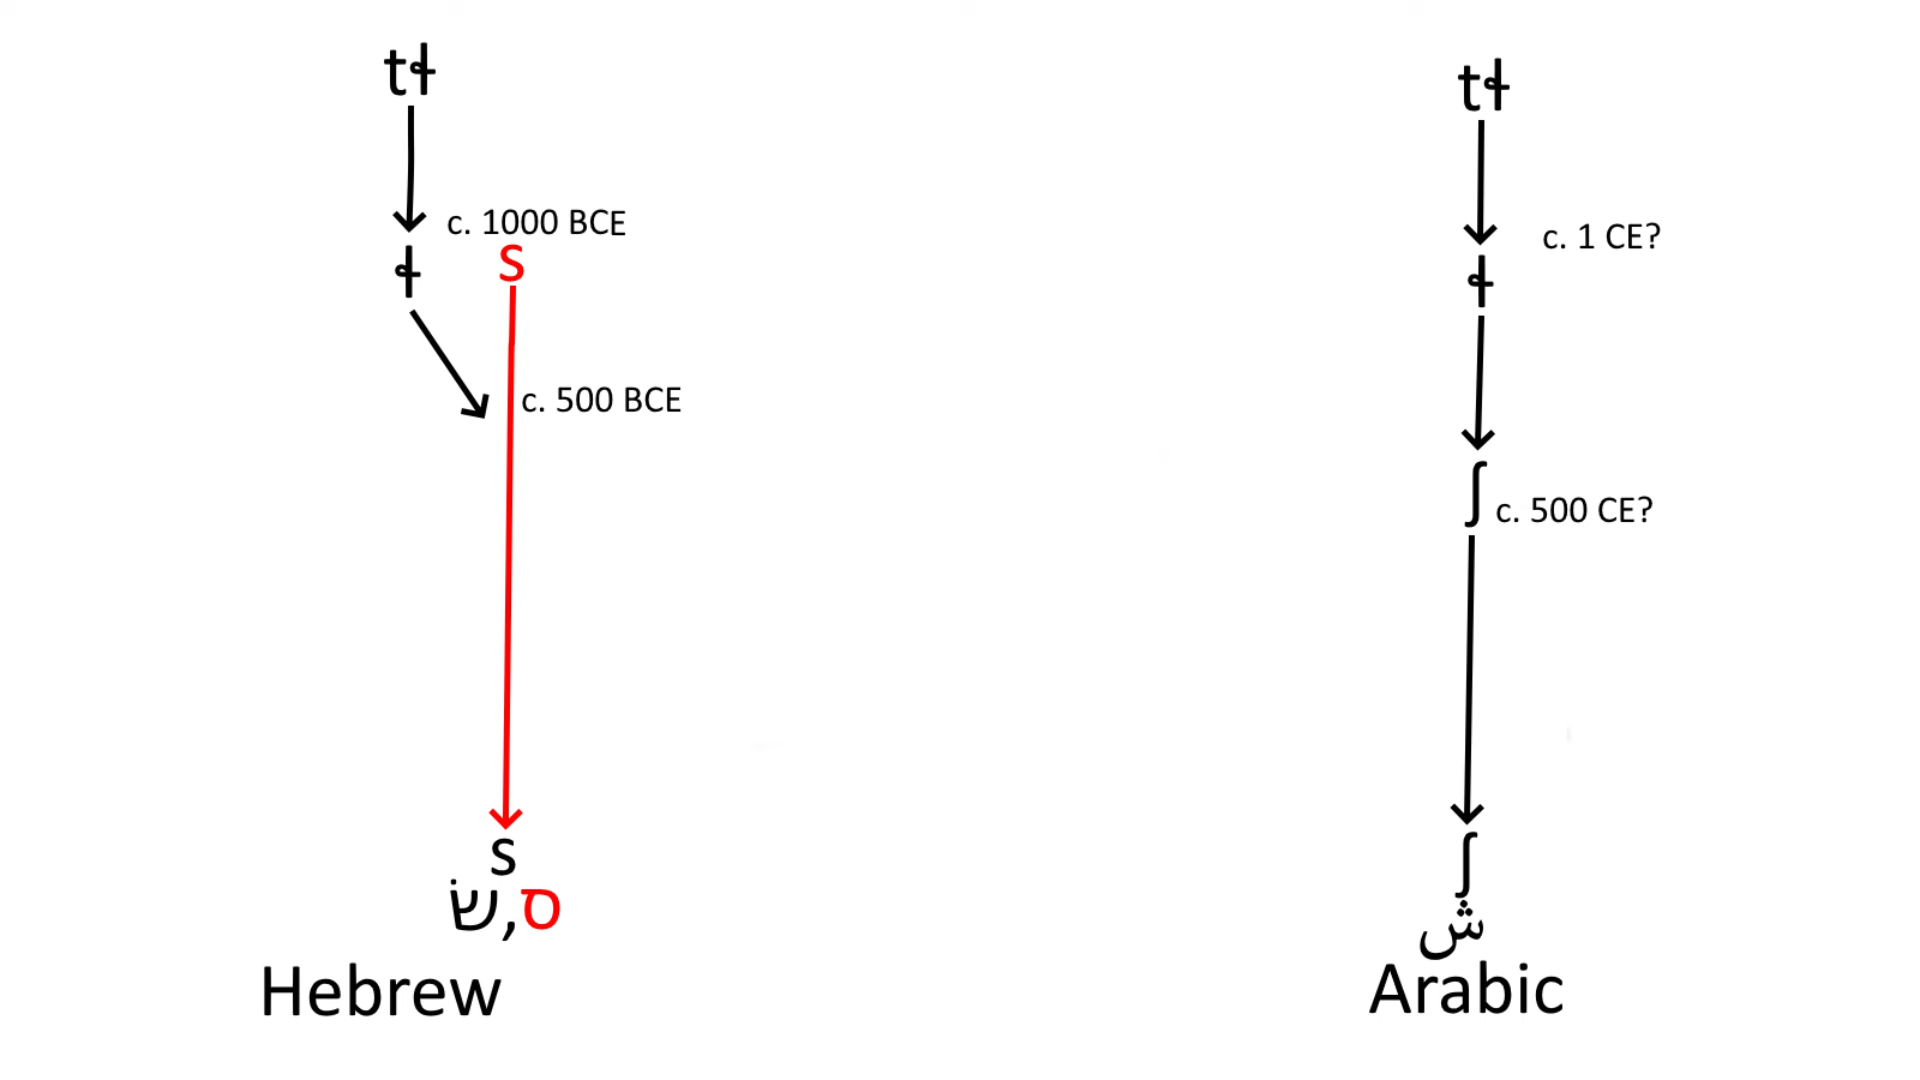 tɬ
c. 1000 BCE
ɬ s
c. 500 BCE
s
ס,שׂ
Hebrew
tɬ
c. 1 CE?
ɬ
ʃ c. 500 CE?
ʃ
ش
Arabic